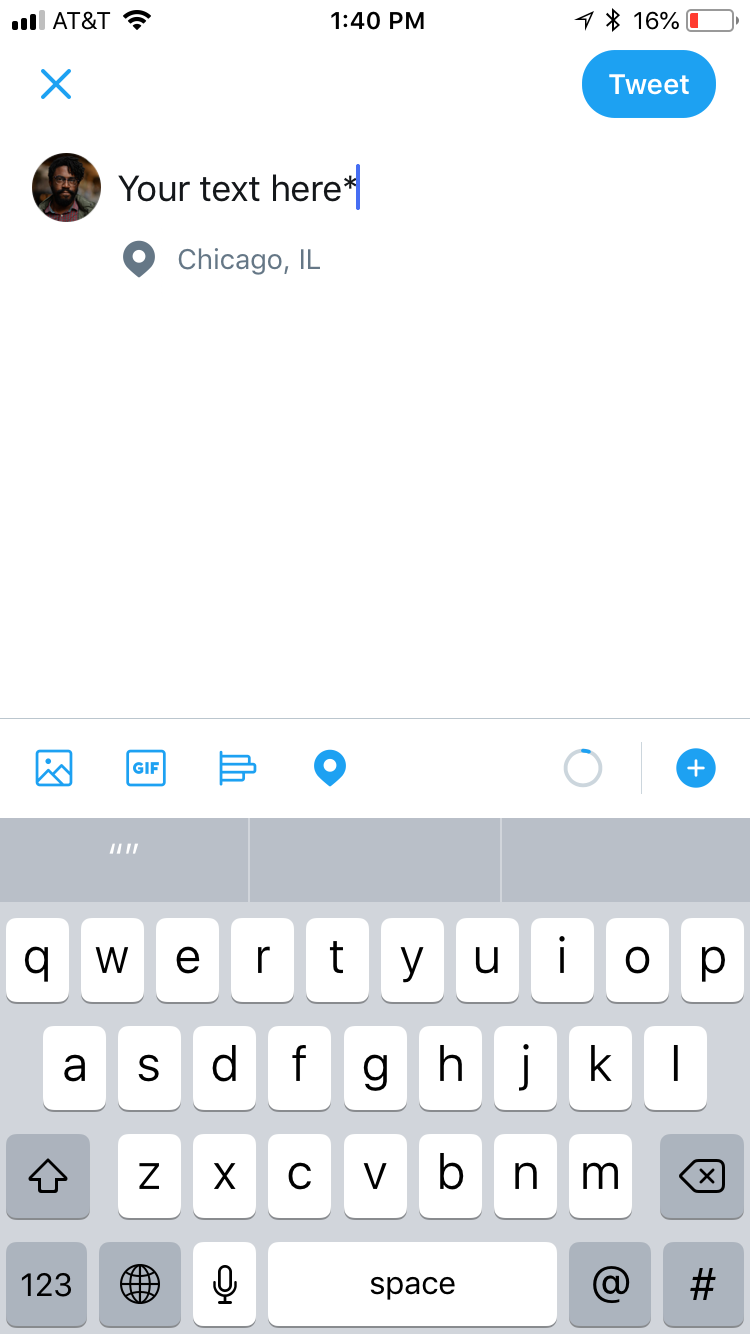 AT&T 1:40 PM 16%
Tweet
Your text here*
Chicago, IL
GIF
“”
q w e r t y u i o p
a s d f g h j k l
z x c v b n m
123 space @ #